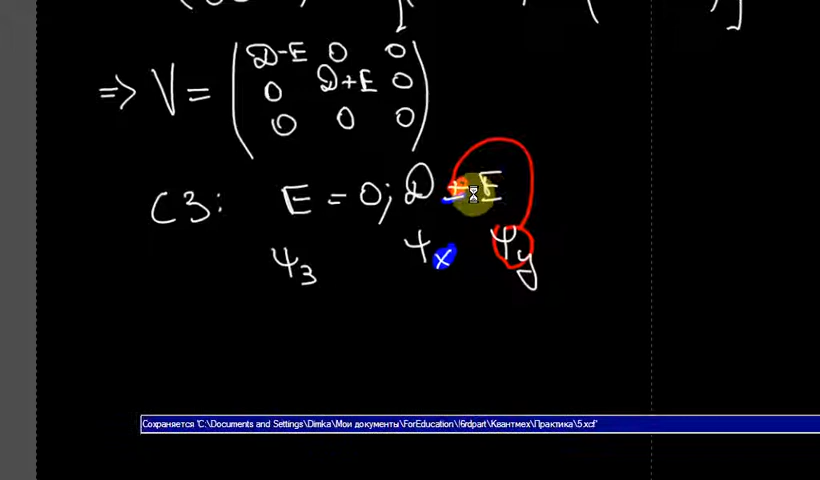 => V = ( D-E 0 0
0 D+E 0
0 0 0 )
СЗ: E = 0; D ± E
Ψ3 Ψx Ψy
Сохраняется "C:\Documents and Settings\Dimka\Мои документы\ForEducation\!6rdpart\Квантмех\Практика\5.xcf"